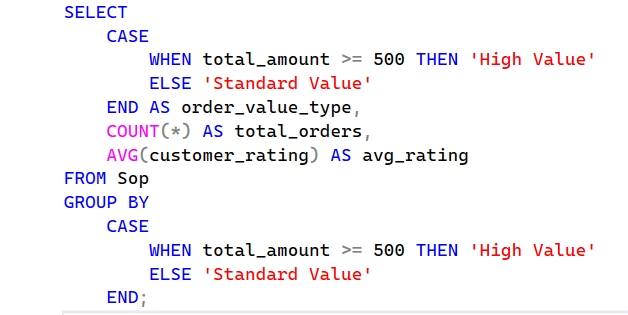 SELECT
    CASE
        WHEN total_amount >= 500 THEN 'High Value'
        ELSE 'Standard Value'
    END AS order_value_type,
    COUNT(*) AS total_orders,
    AVG(customer_rating) AS avg_rating
FROM Sop
GROUP BY
    CASE
        WHEN total_amount >= 500 THEN 'High Value'
        ELSE 'Standard Value'
    END;